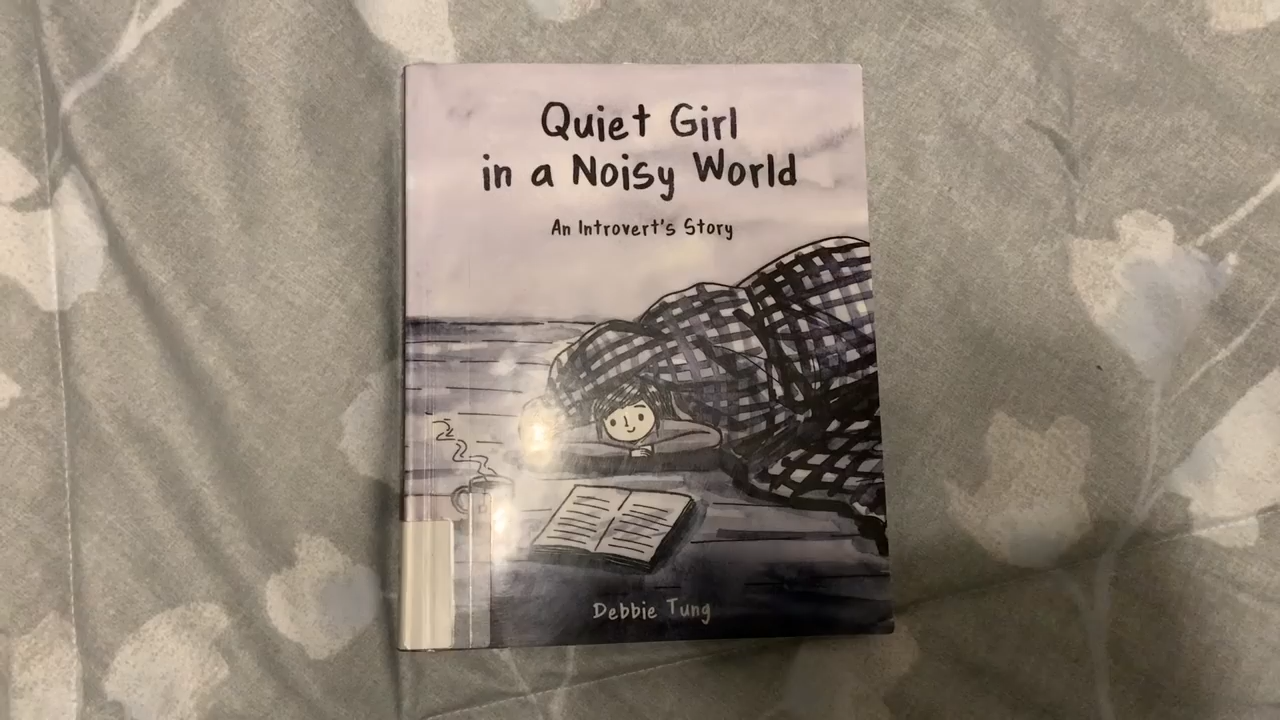 Quiet Girl
in a Noisy World
An Introvert's Story
Debbie Tung